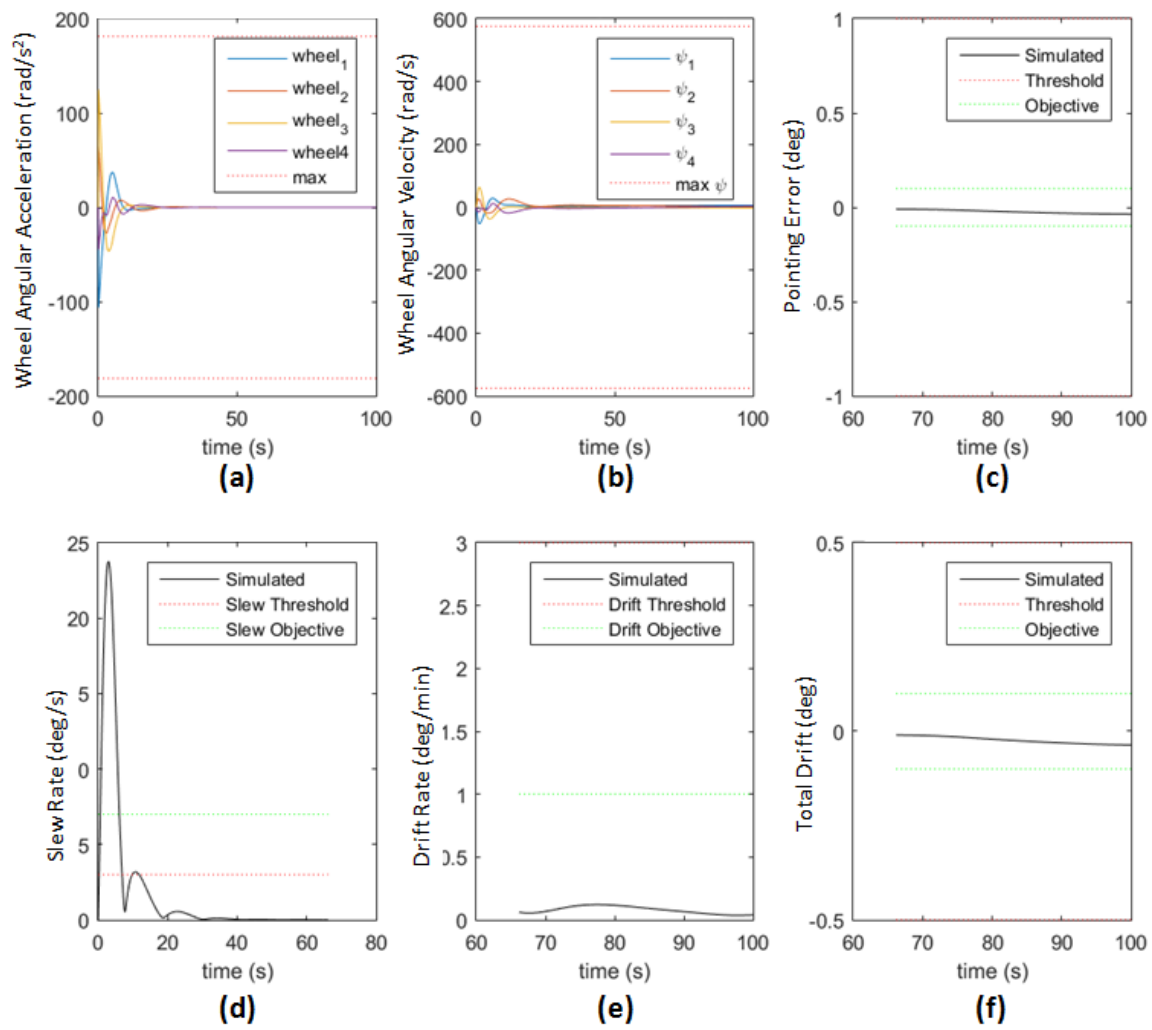 Wheel Angular Acceleration (rad/s²)
200
100
0
-100
-200
wheel₁
wheel₂
wheel₃
wheel4
max
0 50 100
time (s)
(a)
Wheel Angular Velocity (rad/s)
600
400
200
0
-200
-400
-600
ψ₁
ψ₂
ψ₃
ψ₄
max ψ
0 50 100
time (s)
(b)
Pointing Error (deg)
1
0.5
0
-0.5
-1
Simulated
Threshold
Objective
60 70 80 90 100
time (s)
(c)
Slew Rate (deg/s)
25
20
5
0
5
0
Simulated
Slew Threshold
Slew Objective
0 20 40 60 80
time (s)
(d)
Drift Rate (deg/min)
3
2.5
2
1.5
1
0.5
0
Simulated
Drift Threshold
Drift Objective
60 70 80 90 100
time (s)
(e)
Total Drift (deg)
0.5
0
-0.5
Simulated
Threshold
Objective
60 70 80 90 100
time (s)
(f)